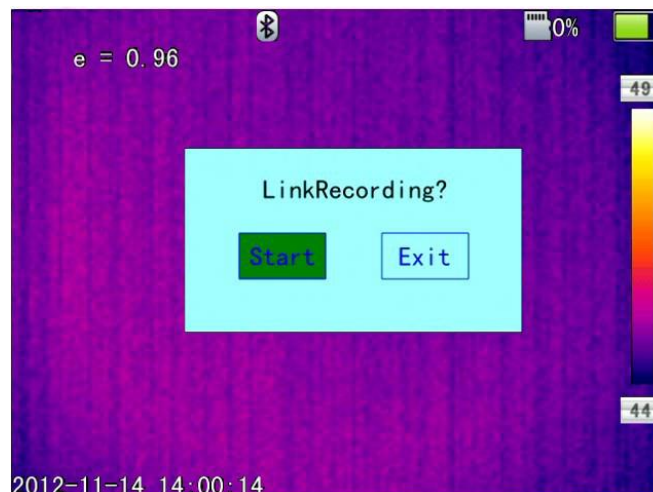 0%
e = 0.96
49
LinkRecording?
Start
Exit
44
2012-11-14 14:00:14